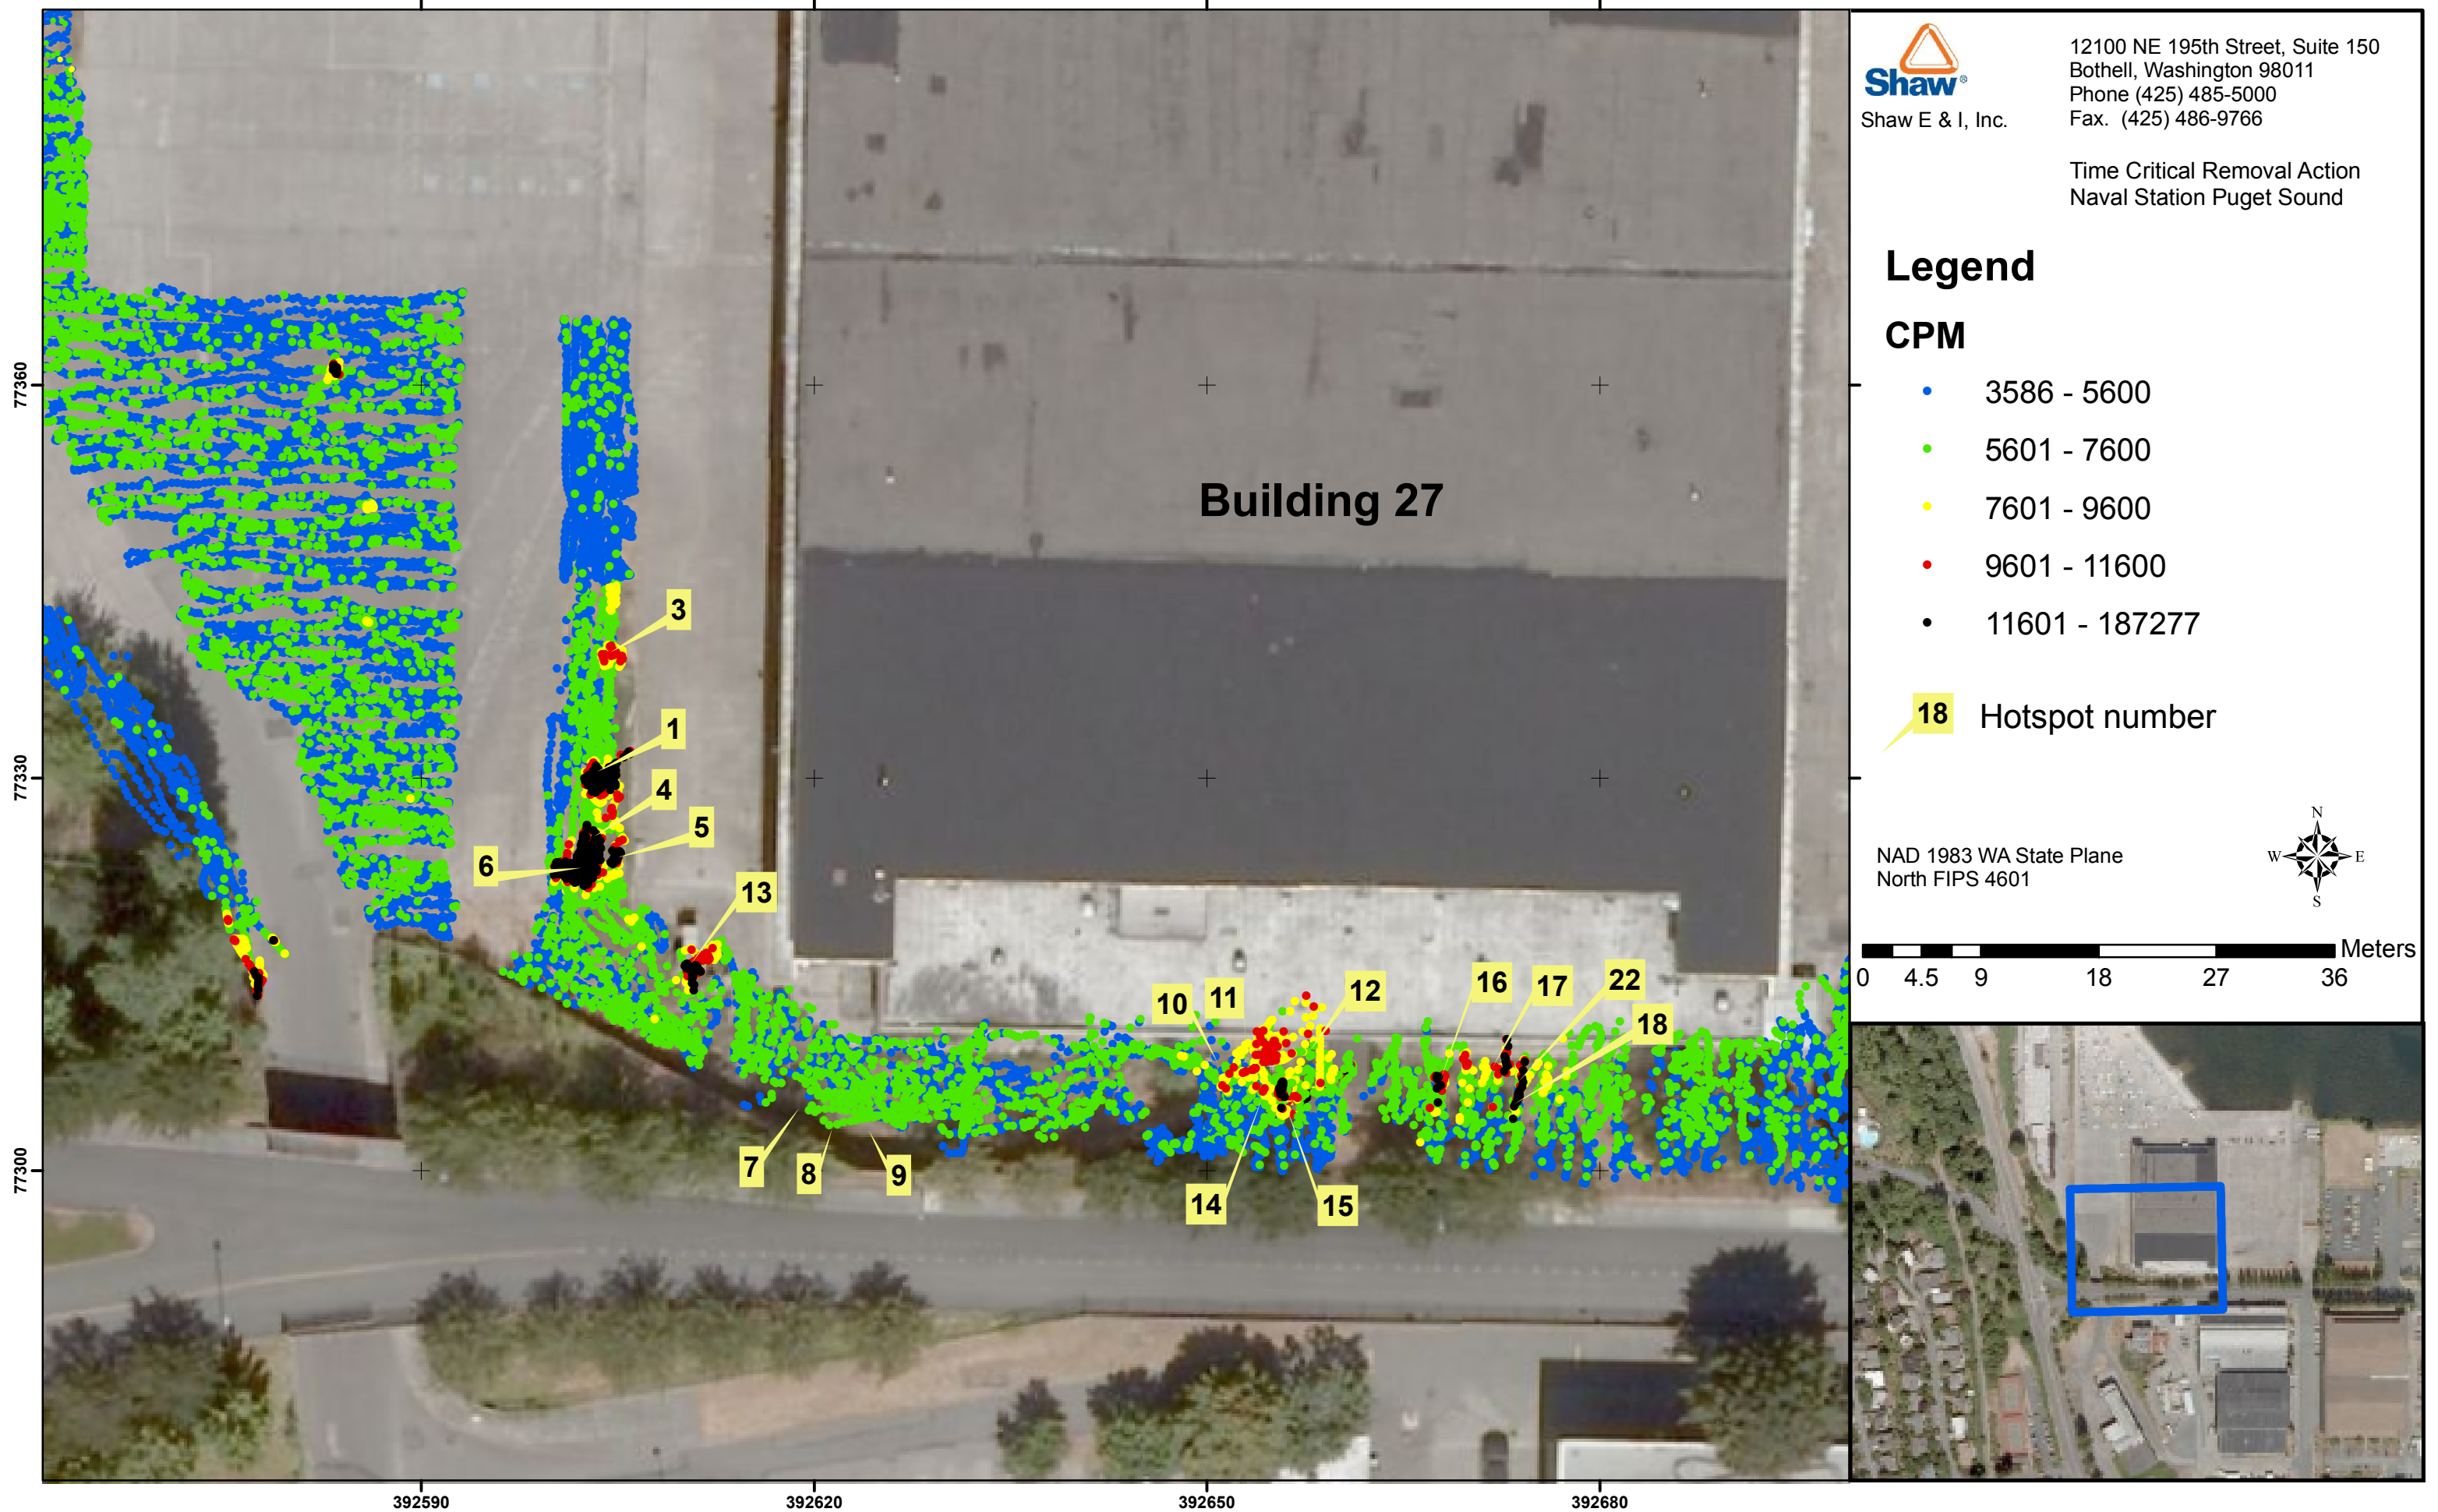 Shaw®
Shaw E & I, Inc.
12100 NE 195th Street, Suite 150
Bothell, Washington 98011
Phone (425) 485-5000
Fax. (425) 486-9766
Time Critical Removal Action
Naval Station Puget Sound
Legend
CPM
3586 - 5600
5601 - 7600
7601 - 9600
9601 - 11600
11601 - 187277
18 Hotspot number
NAD 1983 WA State Plane
North FIPS 4601
N
W E
S
Meters
0 4.5 9 18 27 36
Building 27
3
1
4
5
6
13
10
11
12
16
17
22
18
7
8
9
14
15
77360
77330
77300
392590
392620
392650
392680